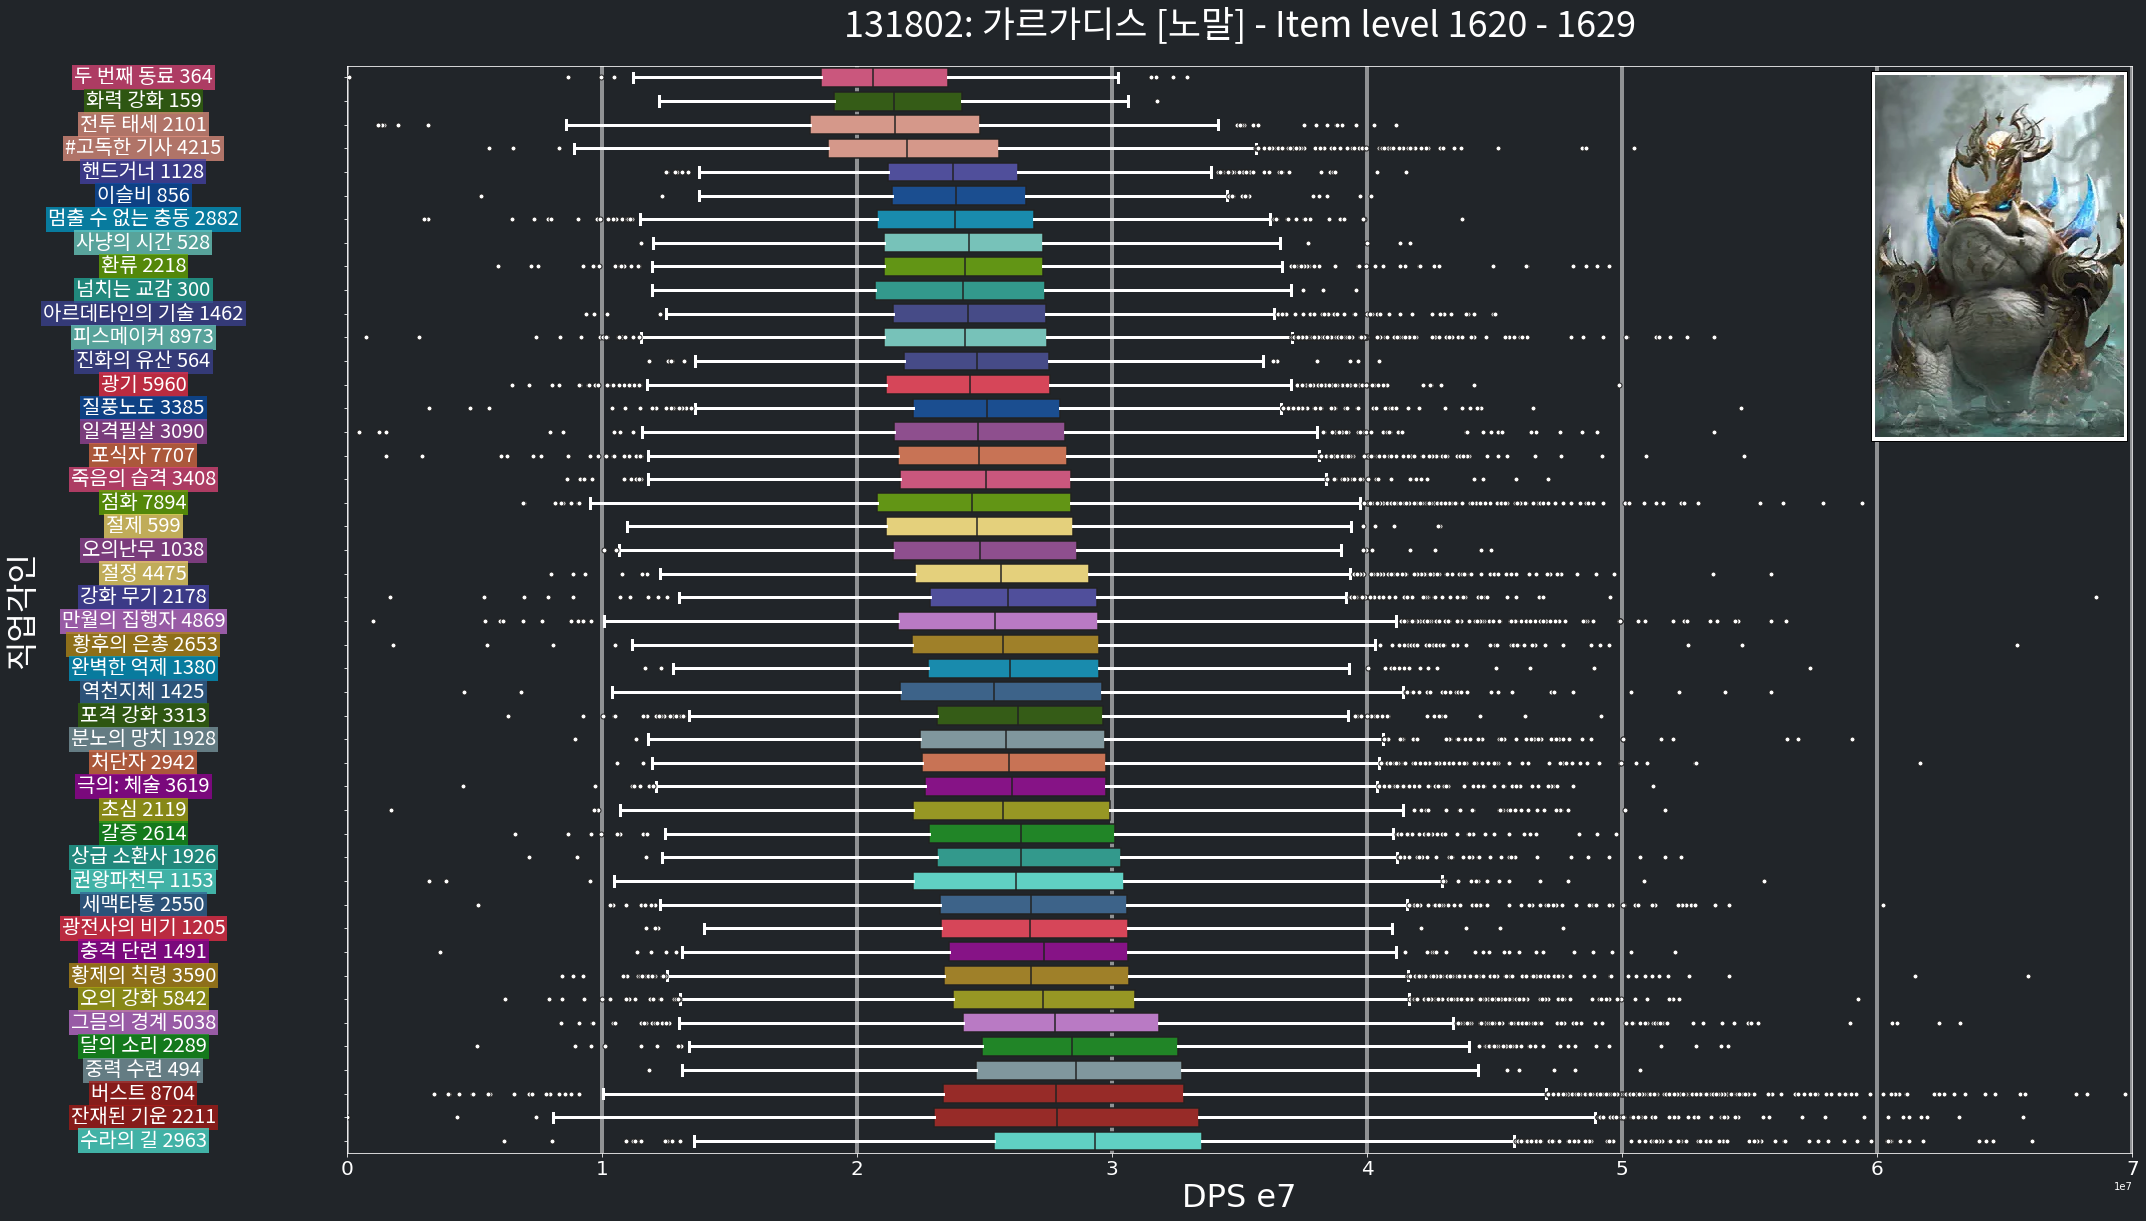 131802: 가르가디스 [노말] - Item level 1620 - 1629
두 번째 동료 364
화력 강화 159
전투 태세 2101
#고독한 기사 4215
핸드거너 1128
이슬비 856
멈출 수 없는 충동 2882
사냥의 시간 528
환류 2218
넘치는 교감 300
아르데타인의 기술 1462
피스메이커 8973
진화의 유산 564
광기 5960
질풍노도 3385
일격필살 3090
포식자 7707
죽음의 습격 3408
점화 7894
절제 599
오의난무 1038
절정 4475
강화 무기 2178
만월의 집행자 4869
황후의 은총 2653
완벽한 억제 1380
역천지체 1425
포격 강화 3313
분노의 망치 1928
처단자 2942
극의: 체술 3619
초심 2119
갈증 2614
상급 소환사 1926
권왕파천무 1153
세맥타통 2550
광전사의 비기 1205
충격 단련 1491
황제의 칙령 3590
오의 강화 5842
그믐의 경계 5038
달의 소리 2289
중력 수련 494
버스트 8704
잔재된 기운 2211
수라의 길 2963
직업각인
0 1 2 3 4 5 6 7
DPS e7
1e7